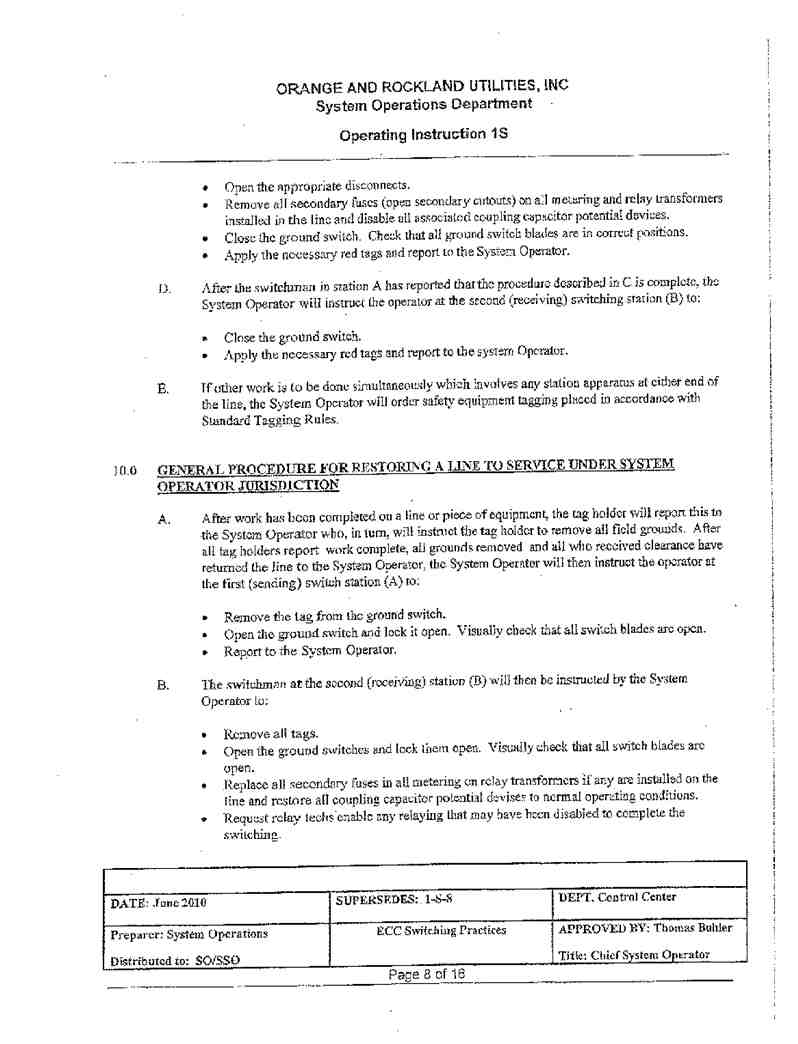 ORANGE AND ROCKLAND UTILITIES, INC
System Operations Department
Operating Instruction 1S
• Open the appropriate disconnects.
• Remove all secondary fuses (open secondary cutouts) on all metering and relay transformers
installed in the line and disable all associated coupling capacitor potential devices.
• Close the ground switch. Check that all ground switch blades are in correct positions.
• Apply the necessary red tags and report to the System Operator.
D. After the switchman in station A has reported that the procedure described in C is complete, the
System Operator will instruct the operator at the second (receiving) switching station (B) to:
• Close the ground switch.
• Apply the necessary red tags and report to the system Operator.
E. If other work is to be done simultaneously which involves any station apparatus at either end of
the line, the System Operator will order safety equipment tagging placed in accordance with
Standard Tagging Rules.
10.0 GENERAL PROCEDURE FOR RESTORING A LINE TO SERVICE UNDER SYSTEM
OPERATOR JURISDICTION
A. After work has been completed on a line or piece of equipment, the tag holder will report this to
the System Operator who, in turn, will instruct the tag holder to remove all field grounds. After
all tag holders report work complete, all grounds removed and all who received clearance have
returned the line to the System Operator, the System Operator will then instruct the operator at
the first (sending) switch station (A) to:
• Remove the tag from the ground switch.
• Open the ground switch and lock it open. Visually check that all switch blades are open.
• Report to the System Operator.
B. The switchman at the second (receiving) station (B) will then be instructed by the System
Operator to:
• Remove all tags.
• Open the ground switches and lock them open. Visually check that all switch blades are
open.
• Replace all secondary fuses in all metering on relay transformers if any are installed on the
line and restore all coupling capacitor potential devises to normal operating conditions.
• Request relay techs enable any relaying that may have been disabled to complete the
switching.
DATE: June 2010
SUPERSEDES: 1-S-8
DEPT. Control Center
Preparer: System Operations
ECC Switching Practices
APPROVED BY: Thomas Buhler
Distributed to: SO/SSO
Title: Chief System Operator
Page 8 of 16